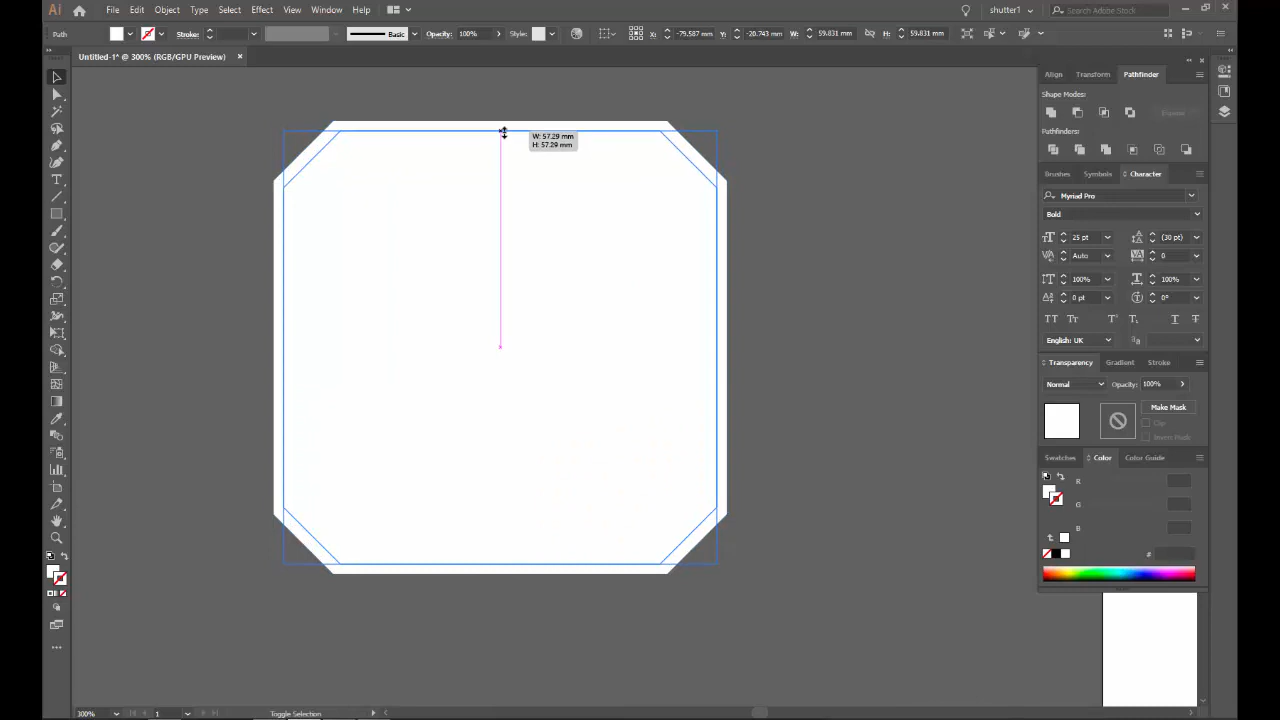 Ai File Edit Object Type Select Effect View Window Help shutter1 Search Adobe Stock
Path Stroke: Basic Opacity: 100% Style: X: -79.587 mm Y: -20.743 mm W: 59.831 mm H: 59.831 mm
Untitled-1* @ 300% (RGB/GPU Preview) ×
Align Transform Pathfinder
Shape Modes:
Expand
Pathfinders:
W: 57.29 mm
H: 57.29 mm
Brushes Symbols Character
Myriad Pro
Bold
25 pt (30 pt)
Auto 0
100% 100%
0 pt 0°
English: UK
Transparency Gradient Stroke
Normal Opacity: 100%
Make Mask
Clip
Invert Mask
Swatches Color Color Guide
R
G
B
#
300% 1 Toggle Selection